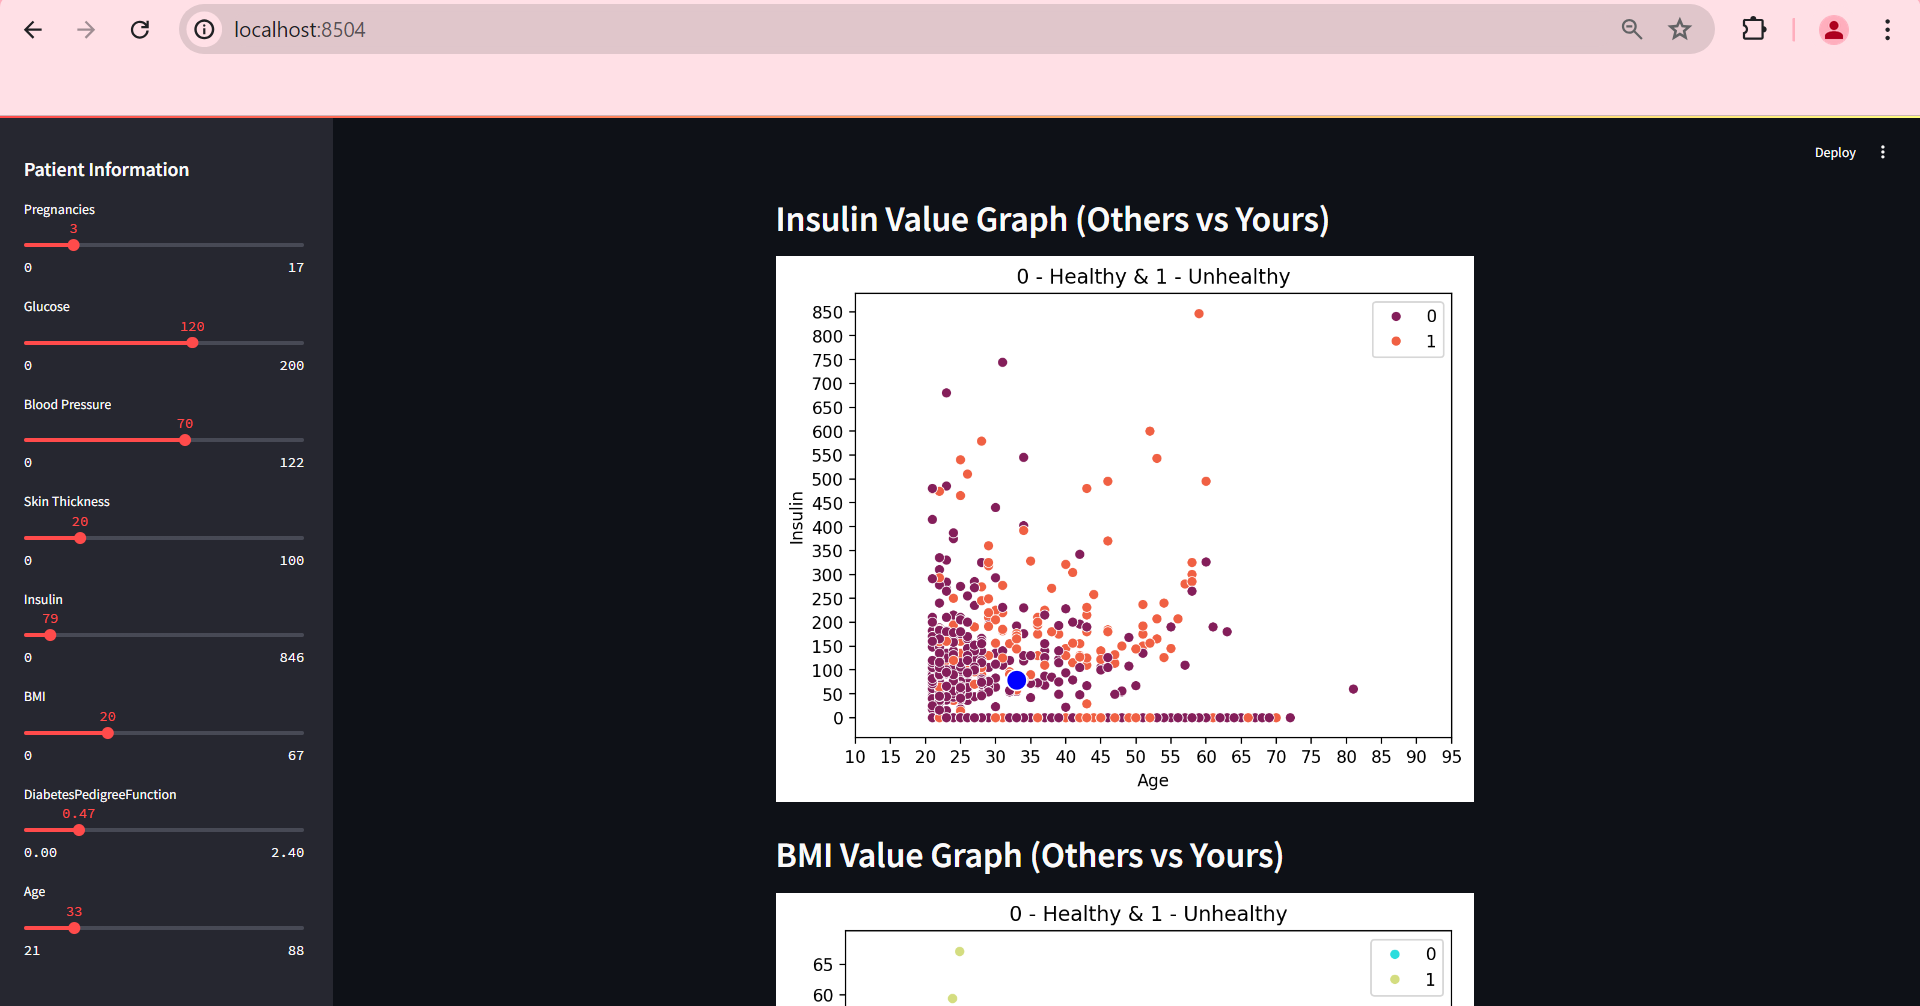 localhost:8504
Deploy
Patient Information
Pregnancies
3
0 17
Glucose
120
0 200
Blood Pressure
70
0 122
Skin Thickness
20
0 100
Insulin
79
0 846
BMI
20
0 67
DiabetesPedigreeFunction
0.47
0.00 2.40
Age
33
21 88
Insulin Value Graph (Others vs Yours)
0 - Healthy & 1 - Unhealthy
0
1
850
800
750
700
650
600
550
500
450
400
350
300
250
200
150
100
50
0
Insulin
10 15 20 25 30 35 40 45 50 55 60 65 70 75 80 85 90 95
Age
BMI Value Graph (Others vs Yours)
0 - Healthy & 1 - Unhealthy
0
1
65
60